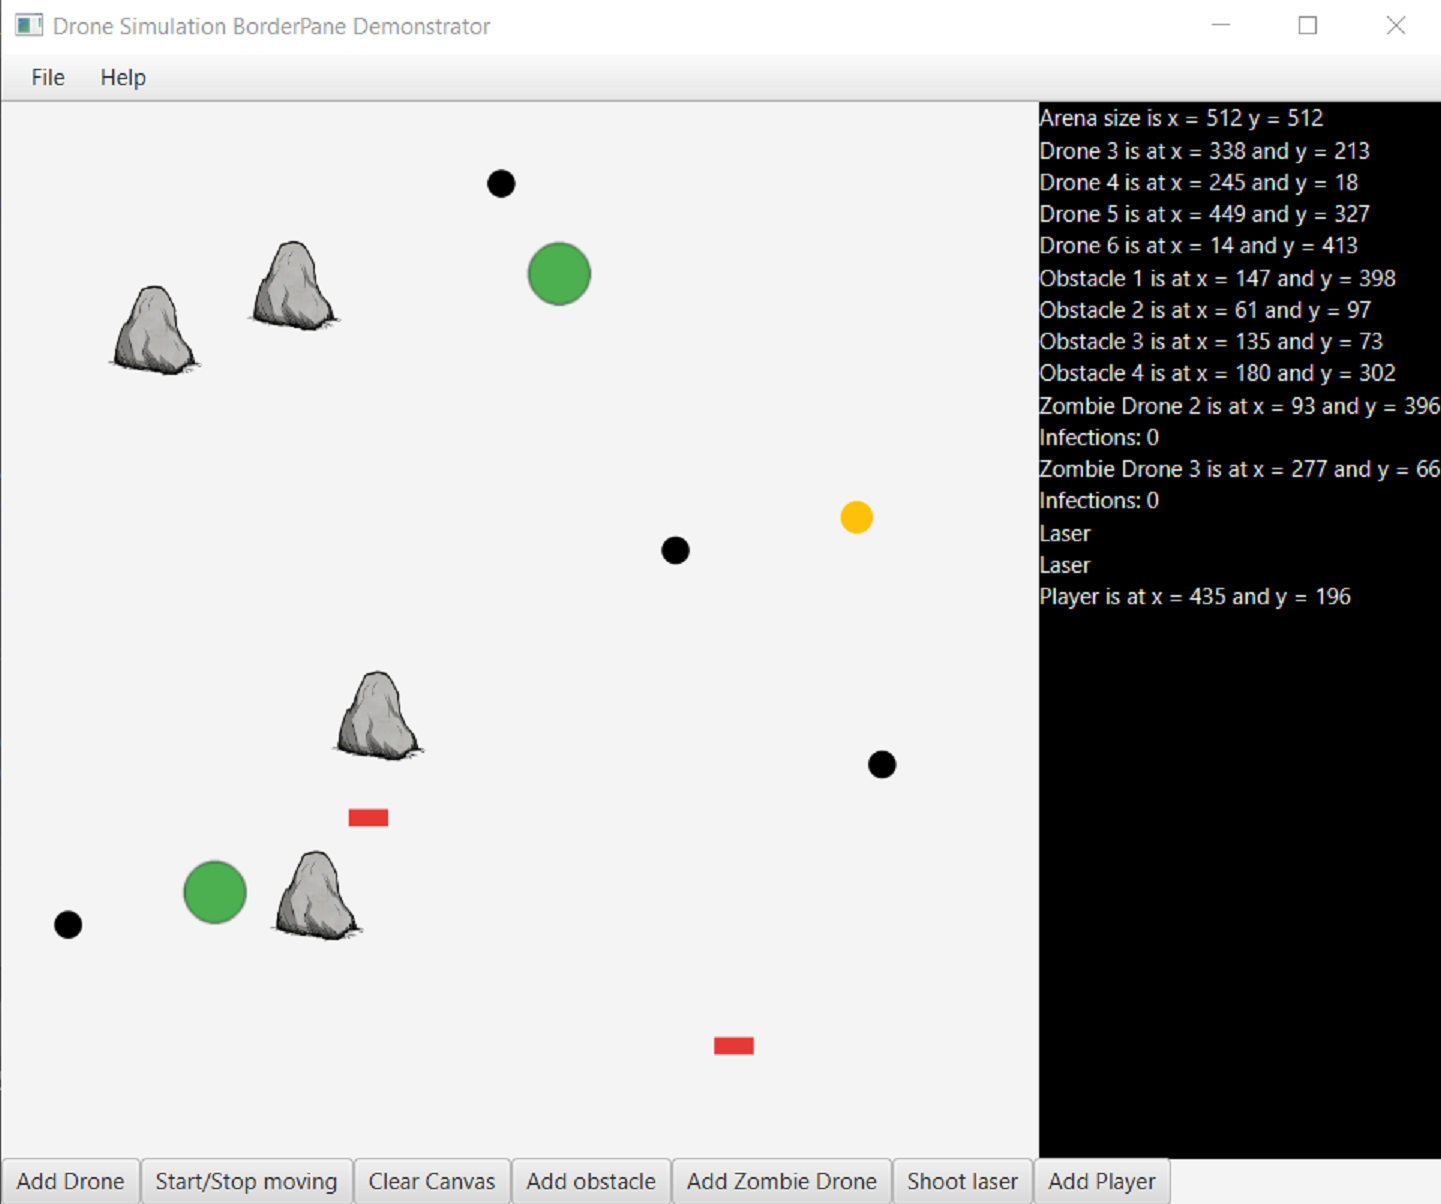 Drone Simulation BorderPane Demonstrator
File Help
Arena size is x = 512 y = 512
Drone 3 is at x = 338 and y = 213
Drone 4 is at x = 245 and y = 18
Drone 5 is at x = 449 and y = 327
Drone 6 is at x = 14 and y = 413
Obstacle 1 is at x = 147 and y = 398
Obstacle 2 is at x = 61 and y = 97
Obstacle 3 is at x = 135 and y = 73
Obstacle 4 is at x = 180 and y = 302
Zombie Drone 2 is at x = 93 and y = 396
Infections: 0
Zombie Drone 3 is at x = 277 and y = 66
Infections: 0
Laser
Laser
Player is at x = 435 and y = 196
Add Drone Start/Stop moving Clear Canvas Add obstacle Add Zombie Drone Shoot laser Add Player